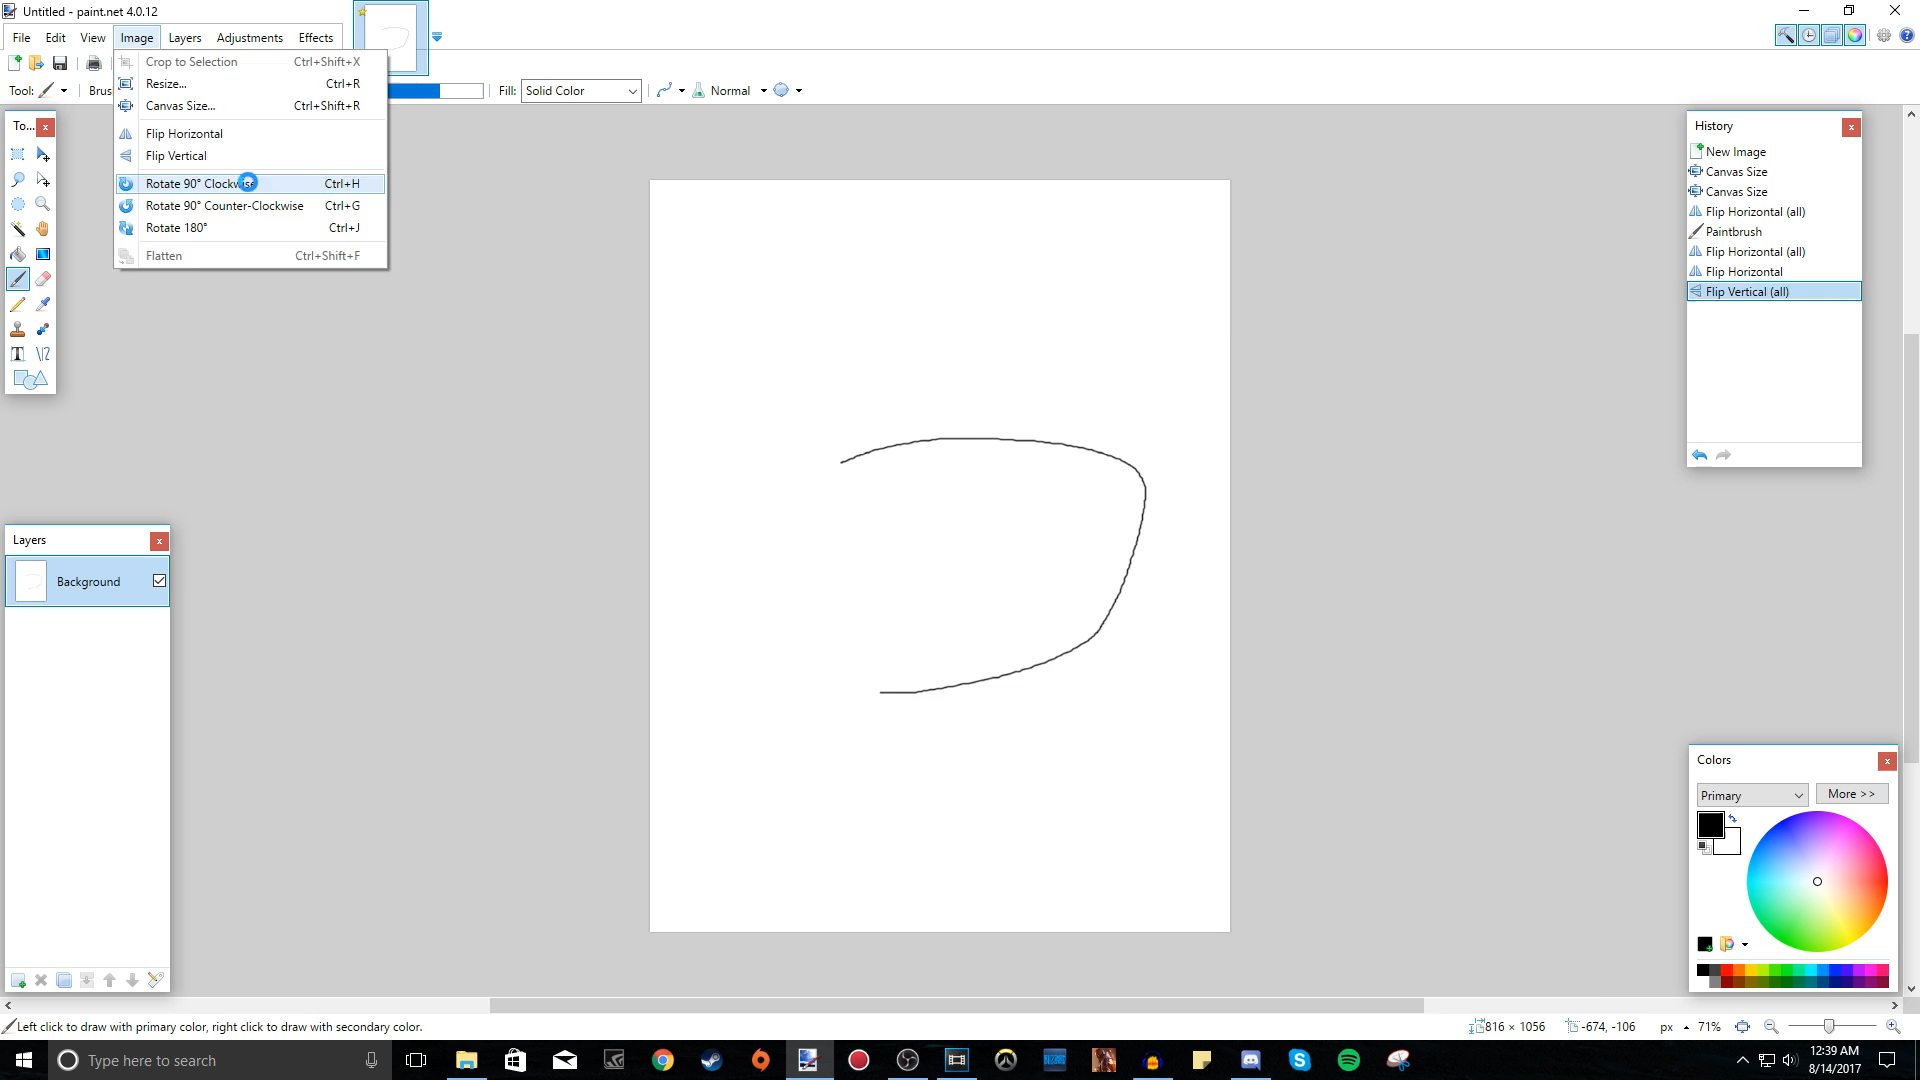 Untitled - paint.net 4.0.12
File Edit View Image Layers Adjustments Effects
Crop to Selection Ctrl+Shift+X
Resize... Ctrl+R
Canvas Size... Ctrl+Shift+R
Flip Horizontal
Flip Vertical
Rotate 90° Clockwise Ctrl+H
Rotate 90° Counter-Clockwise Ctrl+G
Rotate 180° Ctrl+J
Flatten Ctrl+Shift+F
Tool: Brus Fill: Solid Color Normal
To...
History
New Image
Canvas Size
Canvas Size
Flip Horizontal (all)
Paintbrush
Flip Horizontal (all)
Flip Horizontal
Flip Vertical (all)
Layers
Background
Colors
Primary More >>
Left click to draw with primary color, right click to draw with secondary color. 816 × 1056 -674, -106 px 71%
Type here to search
12:39 AM
8/14/2017